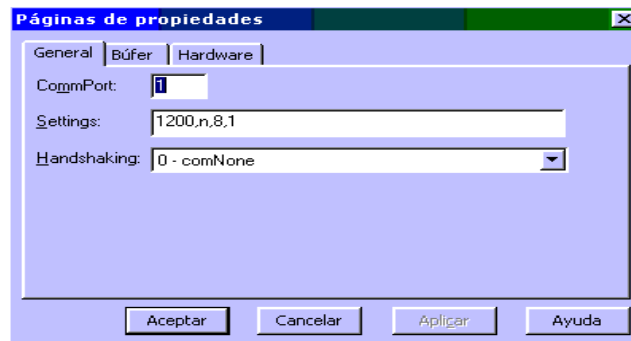 Páginas de propiedades
General Búfer Hardware
CommPort: 1
Settings: 1200,n,8,1
Handshaking: 0 - comNone
Aceptar Cancelar Aplicar Ayuda